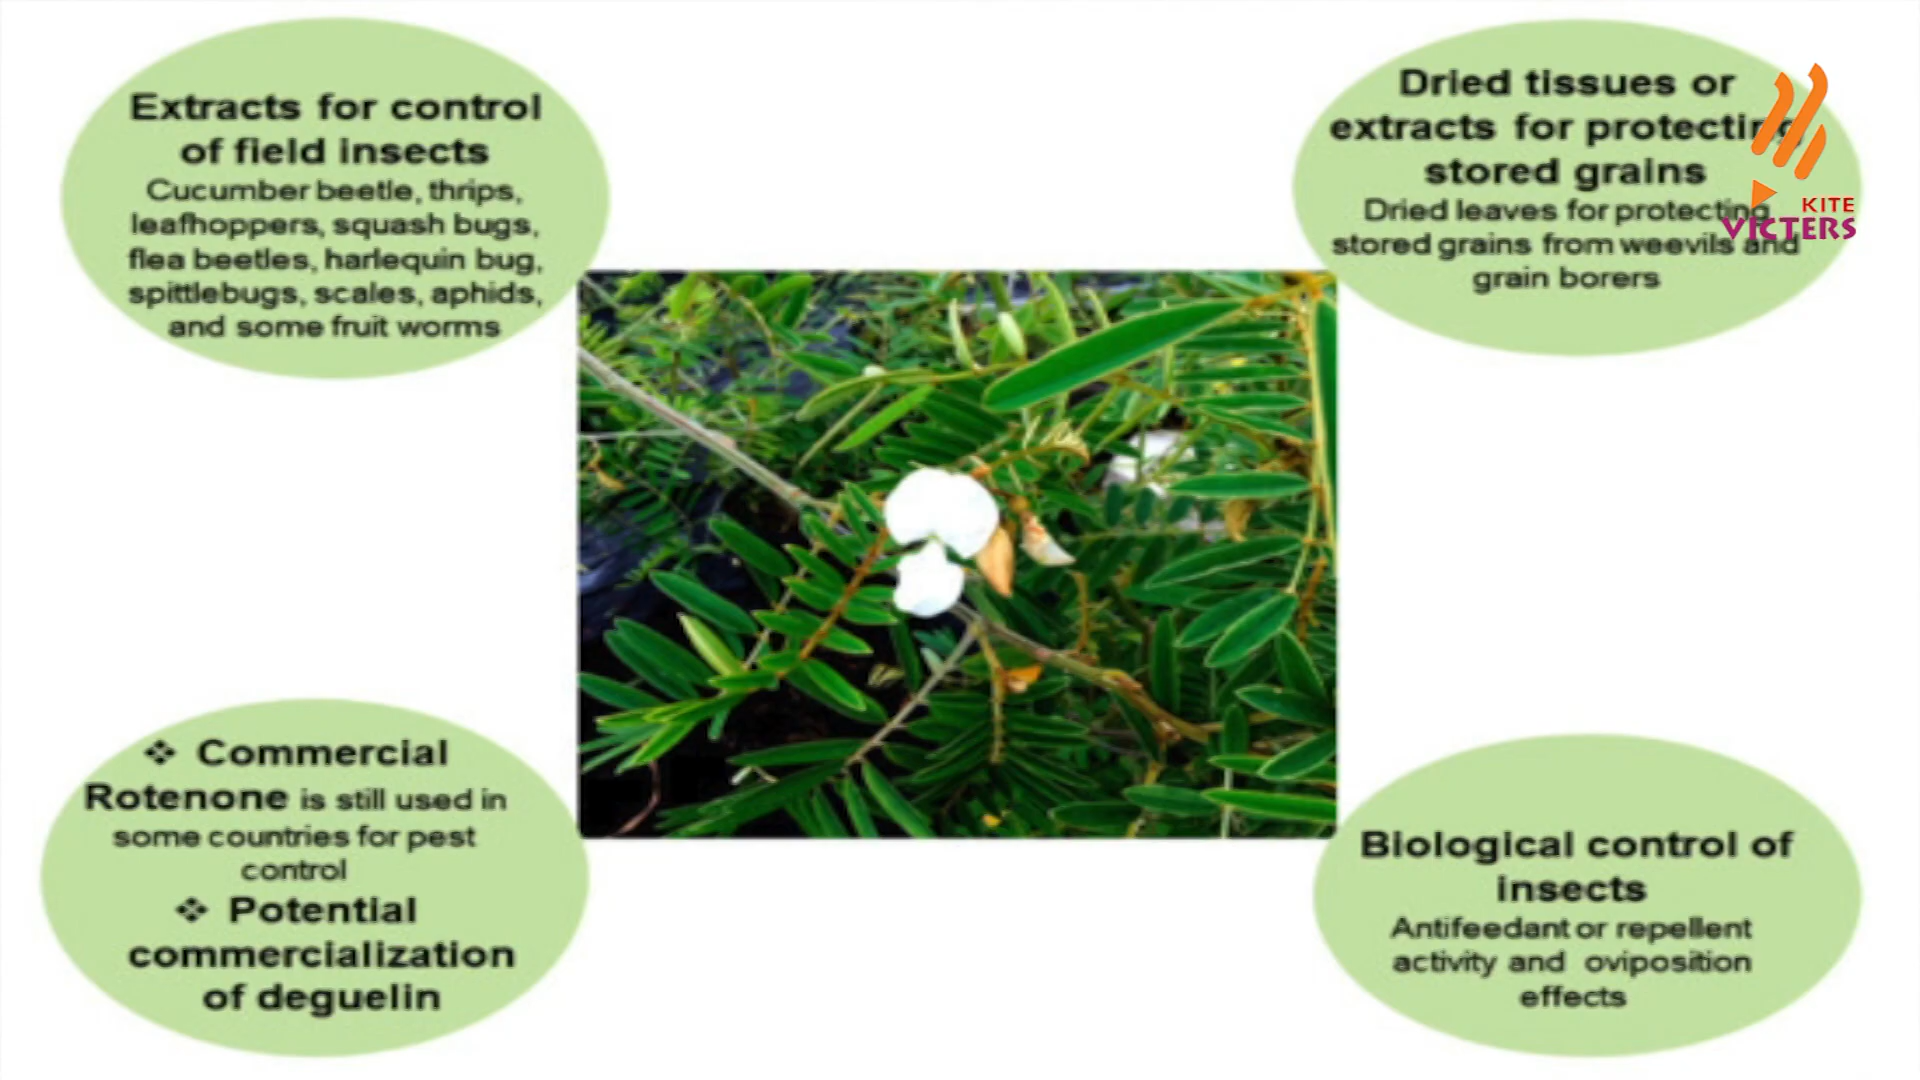 Extracts for control
of field insects
Cucumber beetle, thrips,
leafhoppers, squash bugs,
flea beetles, harlequin bug,
spittlebugs, scales, aphids,
and some fruit worms
Dried tissues or
extracts for protecting
stored grains
Dried leaves for protecting
stored grains from weevils and
grain borers
KITE
VICTERS
❖ Commercial
Rotenone is still used in
some countries for pest
control
❖ Potential
commercialization
of deguelin
Biological control of
insects
Antifeedant or repellent
activity and oviposition
effects